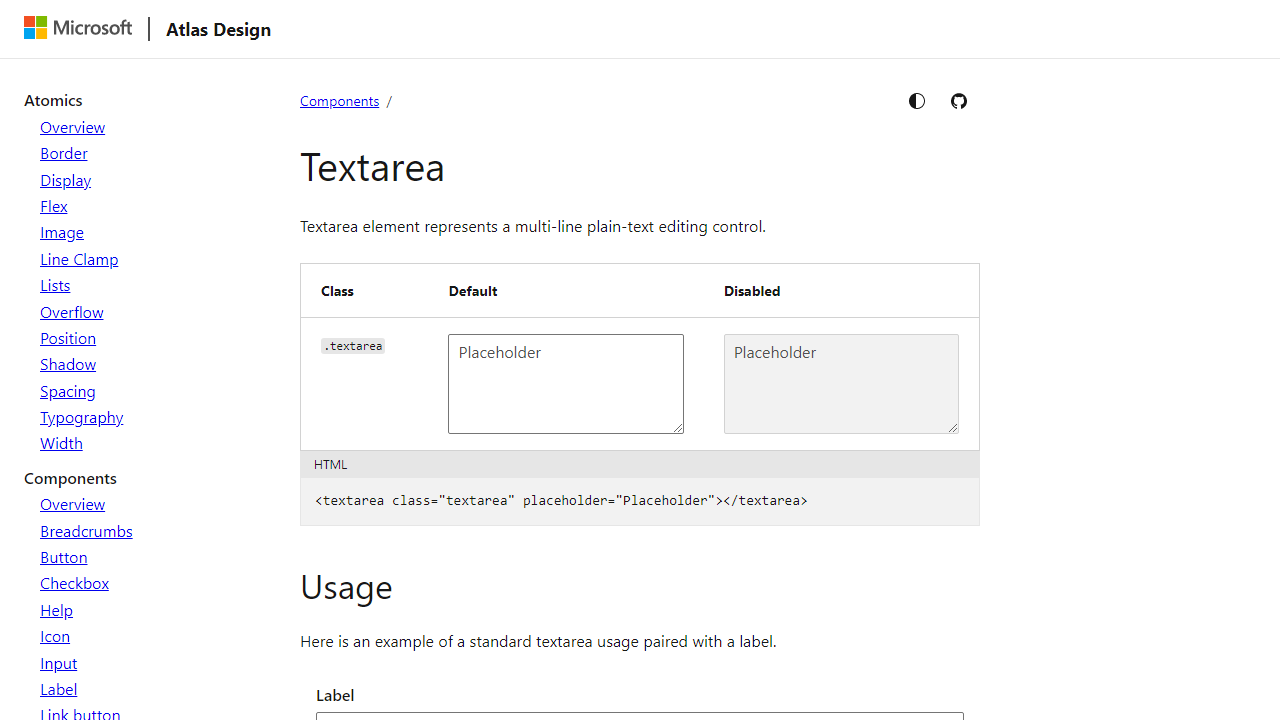 Microsoft
Atlas Design
Atomics
Overview
Border
Display
Flex
Image
Line Clamp
Lists
Overflow
Position
Shadow
Spacing
Typography
Width
Components
Overview
Breadcrumbs
Button
Checkbox
Help
Icon
Input
Label
Link button
Components /
Textarea
Textarea element represents a multi-line plain-text editing control.
Class Default Disabled
.textarea Placeholder Placeholder
HTML
<textarea class="textarea" placeholder="Placeholder"></textarea>
Usage
Here is an example of a standard textarea usage paired with a label.
Label